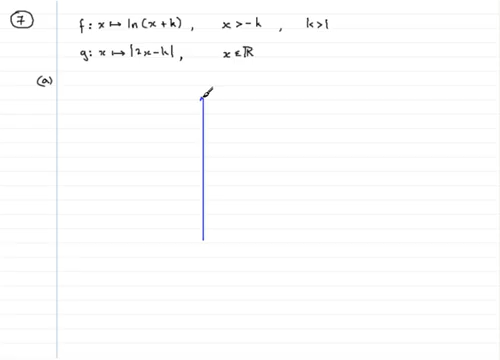 7 f: x ↦ ln(x+k), x > -k, k>1
g: x ↦ |2x-k|, x ∈ ℝ
(a)